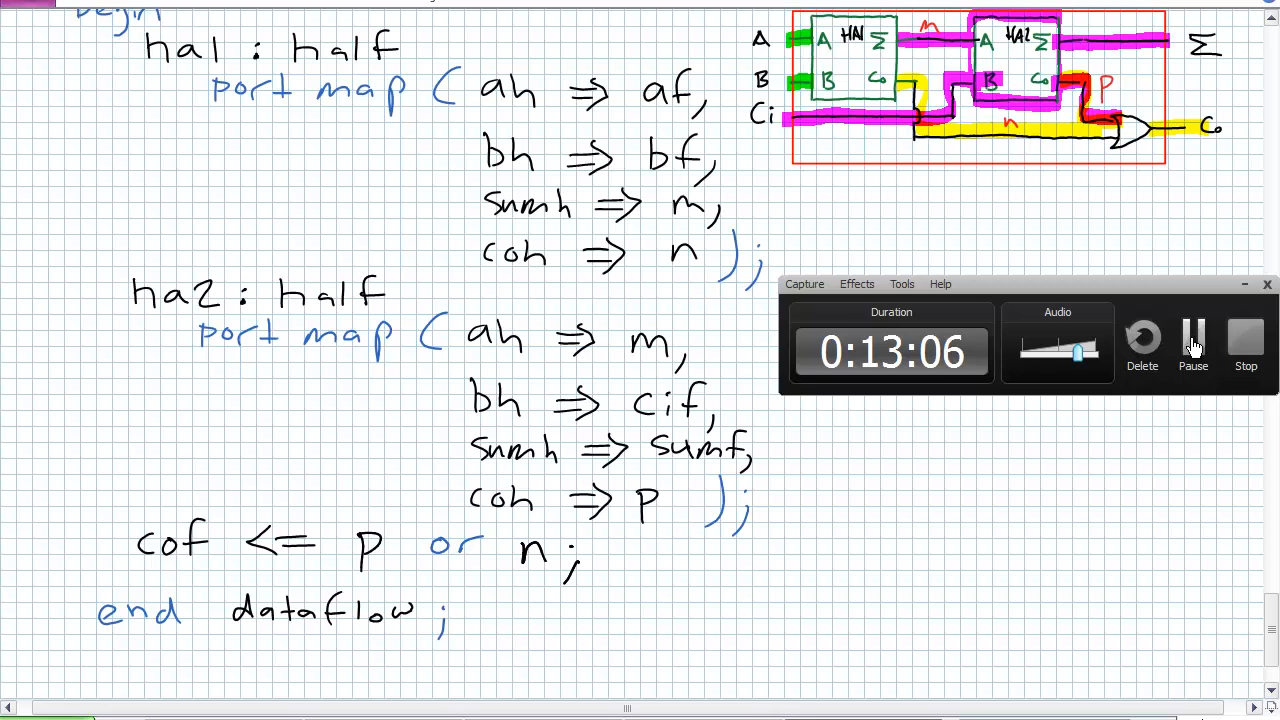 begin
ha1 : half
port map ( ah => af,
bh => bf,
sumh => m,
coh => n );
ha2 : half
port map ( ah => m,
bh => cif,
sumh => sumf,
coh => p );
cof <= p or n;
end dataflow;
A A HA1 Σ m A HA2 Σ Σ
B B Co B Co p
Ci n Co
Capture Effects Tools Help
Duration Audio
0:13:06
Delete Pause Stop